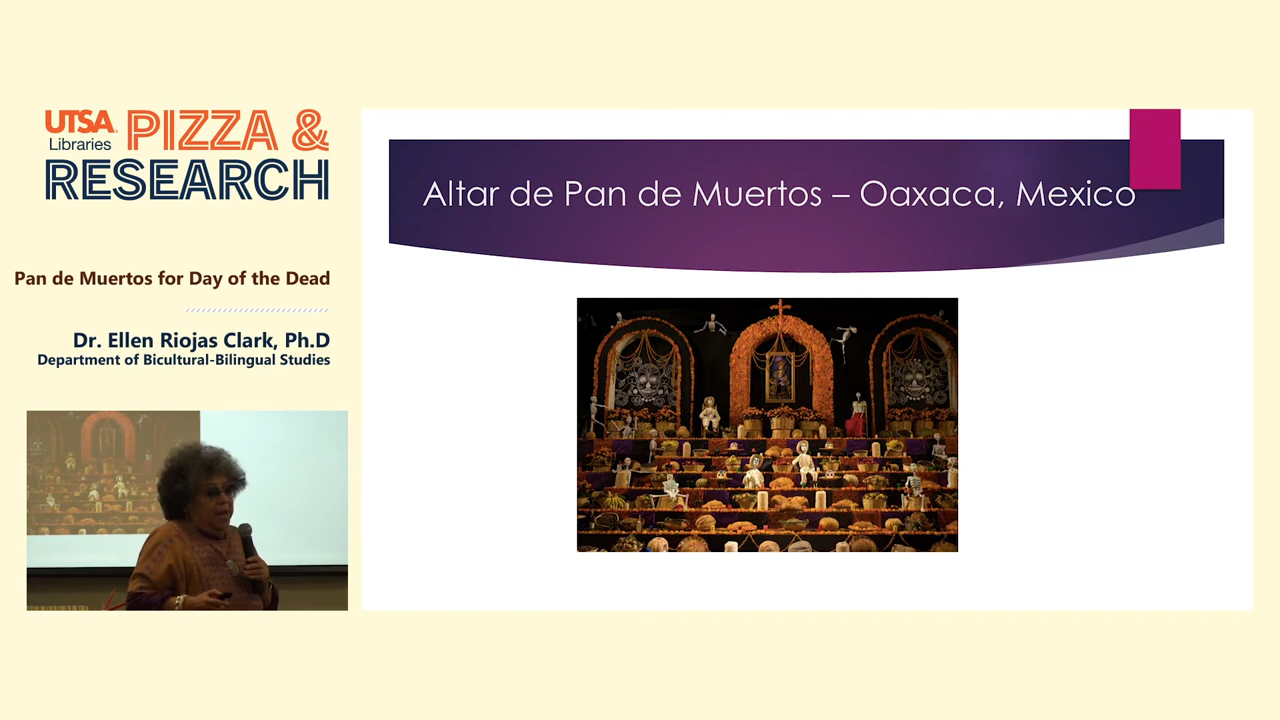 UTSA Libraries PIZZA &
RESEARCH
Pan de Muertos for Day of the Dead
Dr. Ellen Riojas Clark, Ph.D
Department of Bicultural-Bilingual Studies
Altar de Pan de Muertos – Oaxaca, Mexico